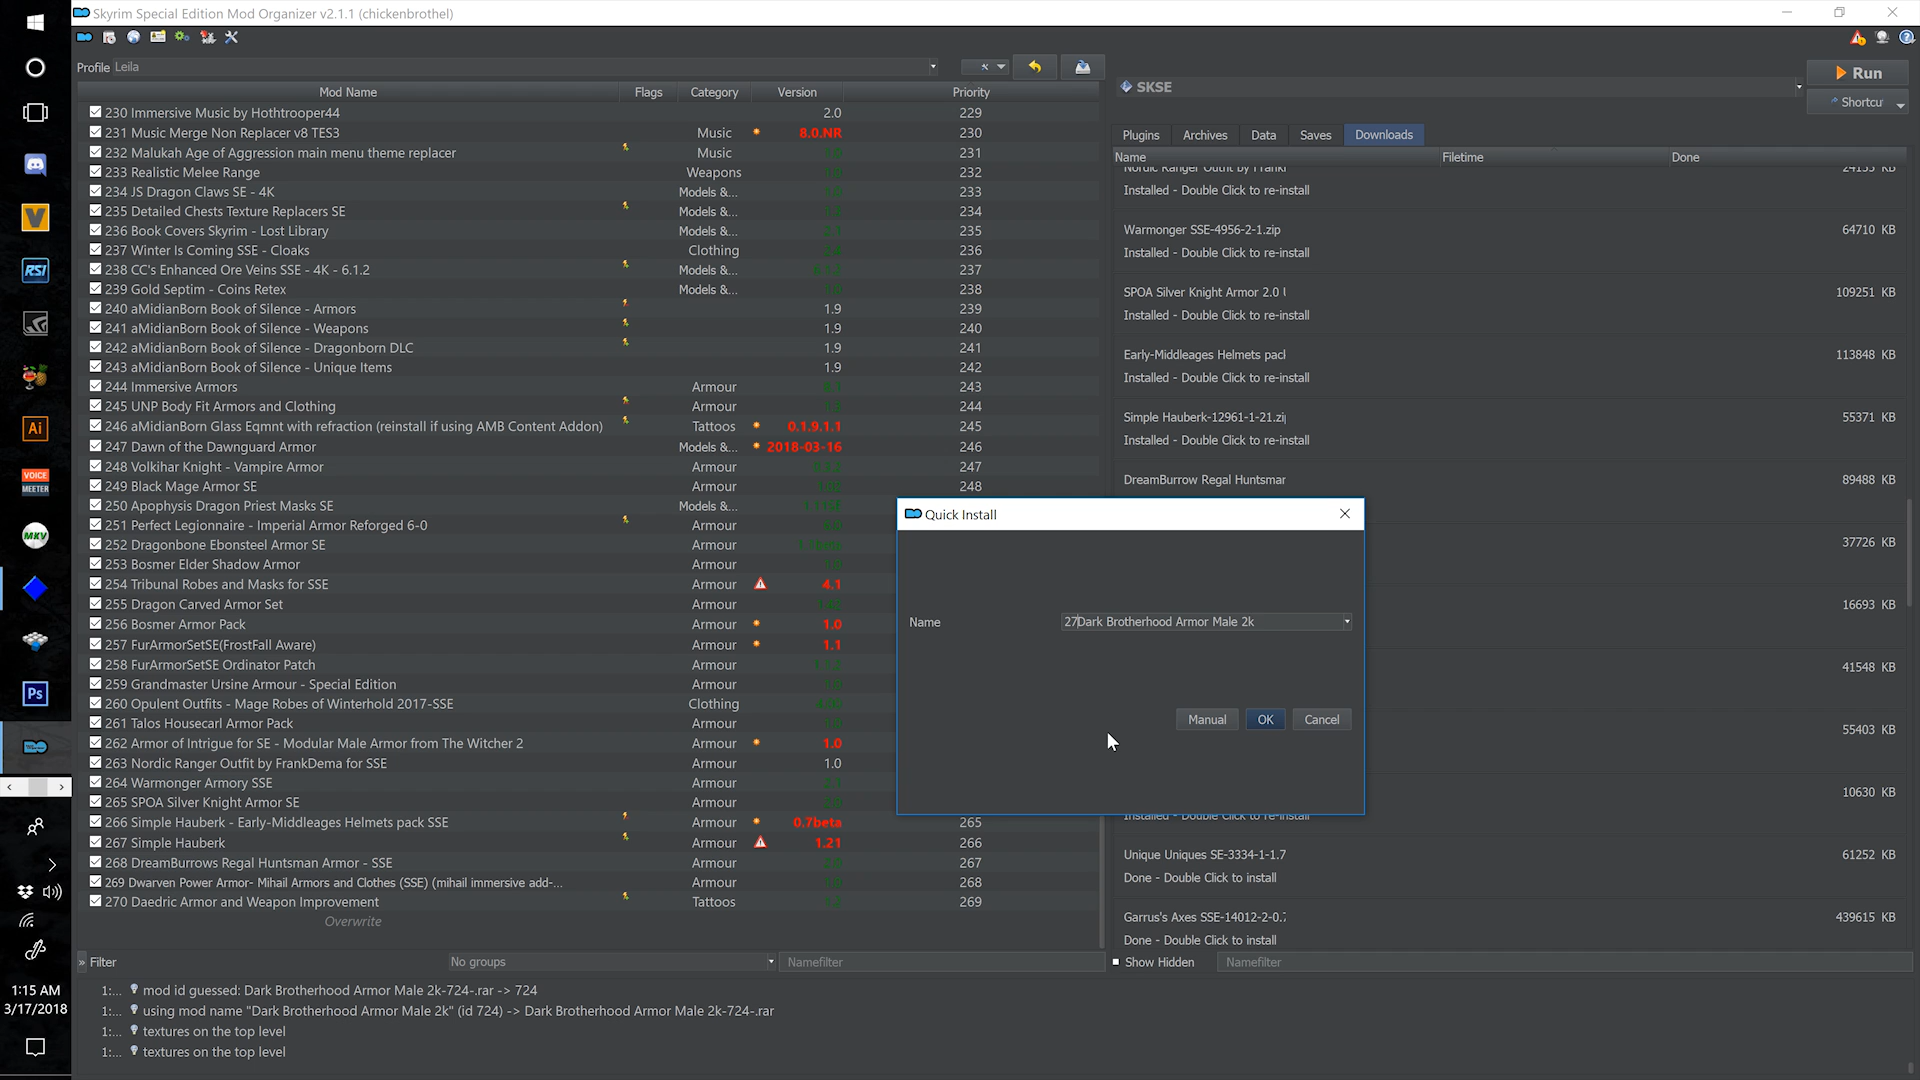 Skyrim Special Edition Mod Organizer v2.1.1 (chickenbrothel)
Profile Leila
SKSE
Run
Shortcu
Plugins Archives Data Saves Downloads
Mod Name Flags Category Version Priority
Name Filetime Done
230 Immersive Music by Hothtrooper44 2.0 229
231 Music Merge Non Replacer v8 TES3 Music 8.0.NR 230
232 Malukah Age of Aggression main menu theme replacer Music 231
233 Realistic Melee Range Weapons 232
234 JS Dragon Claws SE - 4K Models &... 233
235 Detailed Chests Texture Replacers SE Models &... 234
236 Book Covers Skyrim - Lost Library Models &... 235
237 Winter Is Coming SSE - Cloaks Clothing 236
238 CC's Enhanced Ore Veins SSE - 4K - 6.1.2 Models &... 237
239 Gold Septim - Coins Retex Models &... 238
240 aMidianBorn Book of Silence - Armors 1.9 239
241 aMidianBorn Book of Silence - Weapons 1.9 240
242 aMidianBorn Book of Silence - Dragonborn DLC 1.9 241
243 aMidianBorn Book of Silence - Unique Items 1.9 242
244 Immersive Armors Armour 243
245 UNP Body Fit Armors and Clothing Armour 244
246 aMidianBorn Glass Eqmnt with refraction (reinstall if using AMB Content Addon) Tattoos 0.1.9.1.1 245
247 Dawn of the Dawnguard Armor Models &... 2018-03-16 246
248 Volkihar Knight - Vampire Armor Armour 247
249 Black Mage Armor SE Armour 248
250 Apophysis Dragon Priest Masks SE Models &...
251 Perfect Legionnaire - Imperial Armor Reforged 6-0 Armour
252 Dragonbone Ebonsteel Armor SE Armour
253 Bosmer Elder Shadow Armor Armour
254 Tribunal Robes and Masks for SSE Armour 4.1
255 Dragon Carved Armor Set Armour
256 Bosmer Armor Pack Armour 1.0
257 FurArmorSetSE(FrostFall Aware) Armour 1.1
258 FurArmorSetSE Ordinator Patch Armour
259 Grandmaster Ursine Armour - Special Edition Armour
260 Opulent Outfits - Mage Robes of Winterhold 2017-SSE Clothing
261 Talos Housecarl Armor Pack Armour
262 Armor of Intrigue for SE - Modular Male Armor from The Witcher 2 Armour 1.0
263 Nordic Ranger Outfit by FrankDema for SSE Armour 1.0
264 Warmonger Armory SSE Armour
265 SPOA Silver Knight Armor SE Armour
266 Simple Hauberk - Early-Middleages Helmets pack SSE Armour 0.7beta 265
267 Simple Hauberk Armour 1.21 266
268 DreamBurrows Regal Huntsman Armor - SSE Armour 267
269 Dwarven Power Armor- Mihail Armors and Clothes (SSE) (mihail immersive add-... Armour 268
270 Daedric Armor and Weapon Improvement Tattoos 269
Overwrite
Nordic Ranger Outfit by Franki 24153 KB
Installed - Double Click to re-install
Warmonger SSE-4956-2-1.zip 64710 KB
Installed - Double Click to re-install
SPOA Silver Knight Armor 2.0 109251 KB
Installed - Double Click to re-install
Early-Middleages Helmets pacl 113848 KB
Installed - Double Click to re-install
Simple Hauberk-12961-1-21.zi 55371 KB
Installed - Double Click to re-install
DreamBurrow Regal Huntsmar 89488 KB
37726 KB
16693 KB
41548 KB
55403 KB
10630 KB
Installed - Double Click to re-install
Unique Uniques SE-3334-1-1.7 61252 KB
Done - Double Click to install
Garrus's Axes SSE-14012-2-0. 439615 KB
Done - Double Click to install
Quick Install
Name 27Dark Brotherhood Armor Male 2k
Manual OK Cancel
» Filter No groups Namefilter
Show Hidden Namefilter
1:... mod id guessed: Dark Brotherhood Armor Male 2k-724-.rar -> 724
1:... using mod name "Dark Brotherhood Armor Male 2k" (id 724) -> Dark Brotherhood Armor Male 2k-724-.rar
1:... textures on the top level
1:... textures on the top level
V
RSI
Ai
VOICE
MEETER
MKV
Ps
1:15 AM
3/17/2018